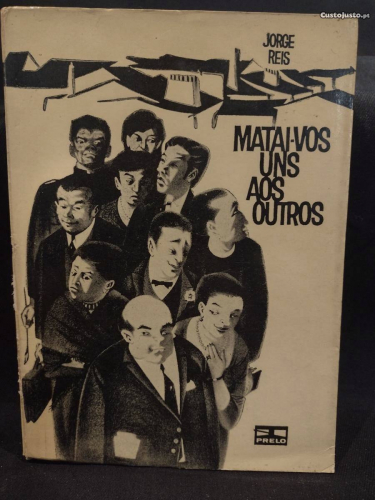 Custojusto.pt
JORGE
REIS
MATAI-VOS
UNS
AOS
OUTROS
PRELO